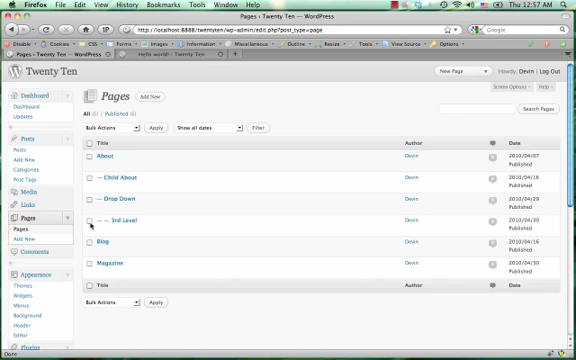 Firefox File Edit View History Bookmarks Tools Window Help
Thu 12:57 AM
Pages ‹ Twenty Ten — WordPress
http://localhost:8888/twentyten/wp-admin/edit.php?post_type=page
Google
Disable Cookies CSS Forms Images Information Miscellaneous Outline Resize Tools View Source Options
Pages ‹ Twenty Ten — WordPress
Hello world! ‹ Twenty Ten
Twenty Ten
New Page
Howdy, Devin | Log Out
Screen Options
Help
Dashboard
Dashboard
Updates
Posts
Posts
Add New
Categories
Post Tags
Media
Links
Pages
Pages
Add New
Comments
Appearance
Themes
Widgets
Menus
Background
Header
Editor
Plugins
Pages Add New
All (6) | Published (6)
Search Pages
Bulk Actions Apply Show all dates Filter
Title Author Date
About Devin 2010/04/07
Published
— Child About Devin 2010/04/16
Published
— Drop Down Devin 2010/04/29
Published
— — 3rd Level Devin 2010/04/30
Published
Blog Devin 2010/04/16
Published
Magazine Devin 2010/04/30
Published
Title Author Date
Bulk Actions Apply
Done